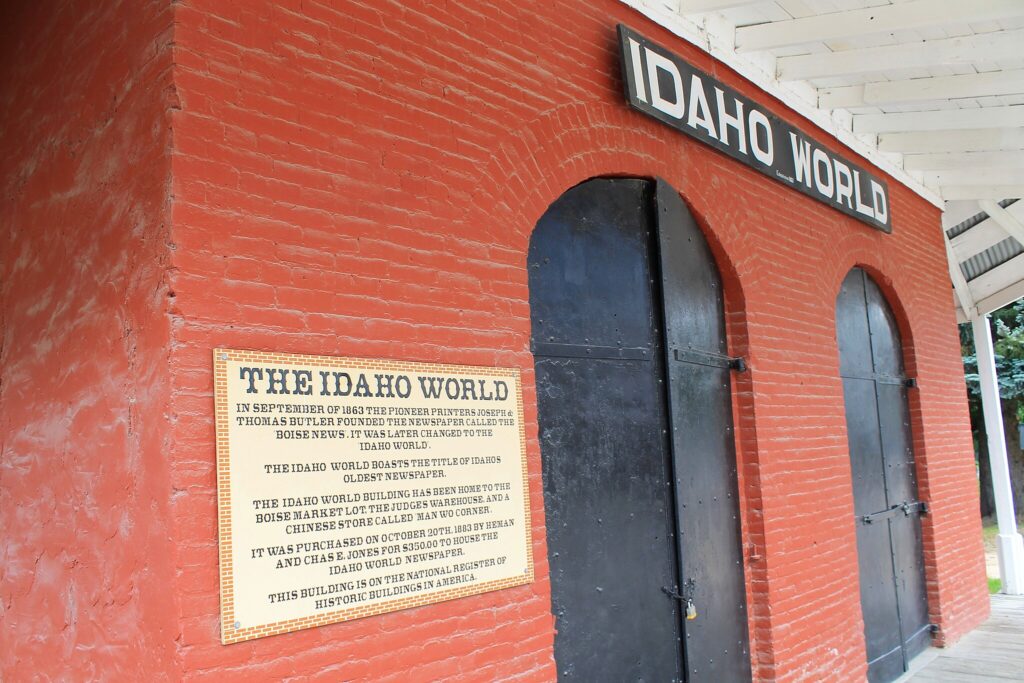 IDAHO WORLD
THE IDAHO WORLD
IN SEPTEMBER OF 1863 THE PIONEER PRINTERS JOSEPH &
THOMAS BUTLER FOUNDED THE NEWSPAPER CALLED THE
BOISE NEWS. IT WAS LATER CHANGED TO THE
IDAHO WORLD.
THE IDAHO WORLD BOASTS THE TITLE OF IDAHO'S
OLDEST NEWSPAPER.
THE IDAHO WORLD BUILDING HAS BEEN HOME TO THE
BOISE MARKET LOT, THE JUDGES WAREHOUSE, AND A
CHINESE STORE CALLED MAN WO CORNER.
IT WAS PURCHASED ON OCTOBER 20TH, 1883 BY HEMAN
AND CHAS E. JONES FOR $350.00 TO HOUSE THE
IDAHO WORLD NEWSPAPER.
THIS BUILDING IS ON THE NATIONAL REGISTER OF
HISTORIC BUILDINGS IN AMERICA.